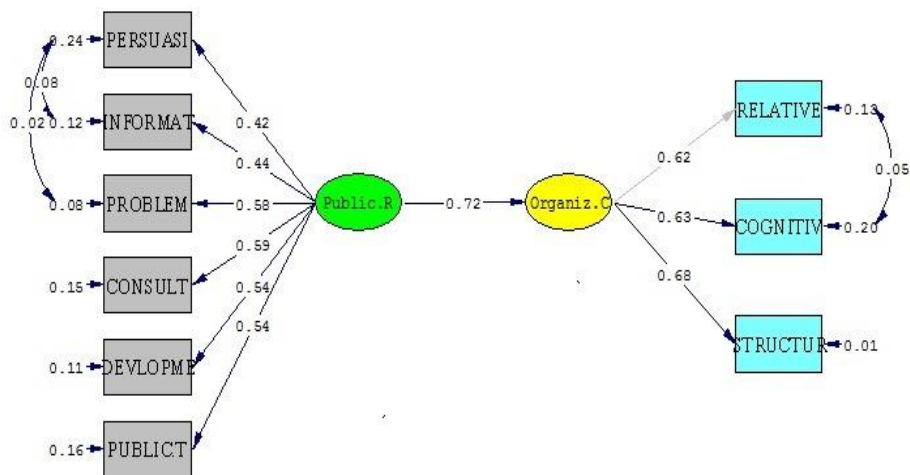 0.24
PERSUASI
0.08
0.02
0.12
INFORMAT
0.42
0.44
RELATIVE
0.13
0.62
0.05
0.08
PROBLEM
0.58
Public.R
0.72
Organiz.C
0.63
COGNITIV
0.20
0.59
0.15
CONSULT
0.54
0.68
0.54
STRUCTUR
0.01
0.11
DEVLOPME
0.16
PUBLIC.T